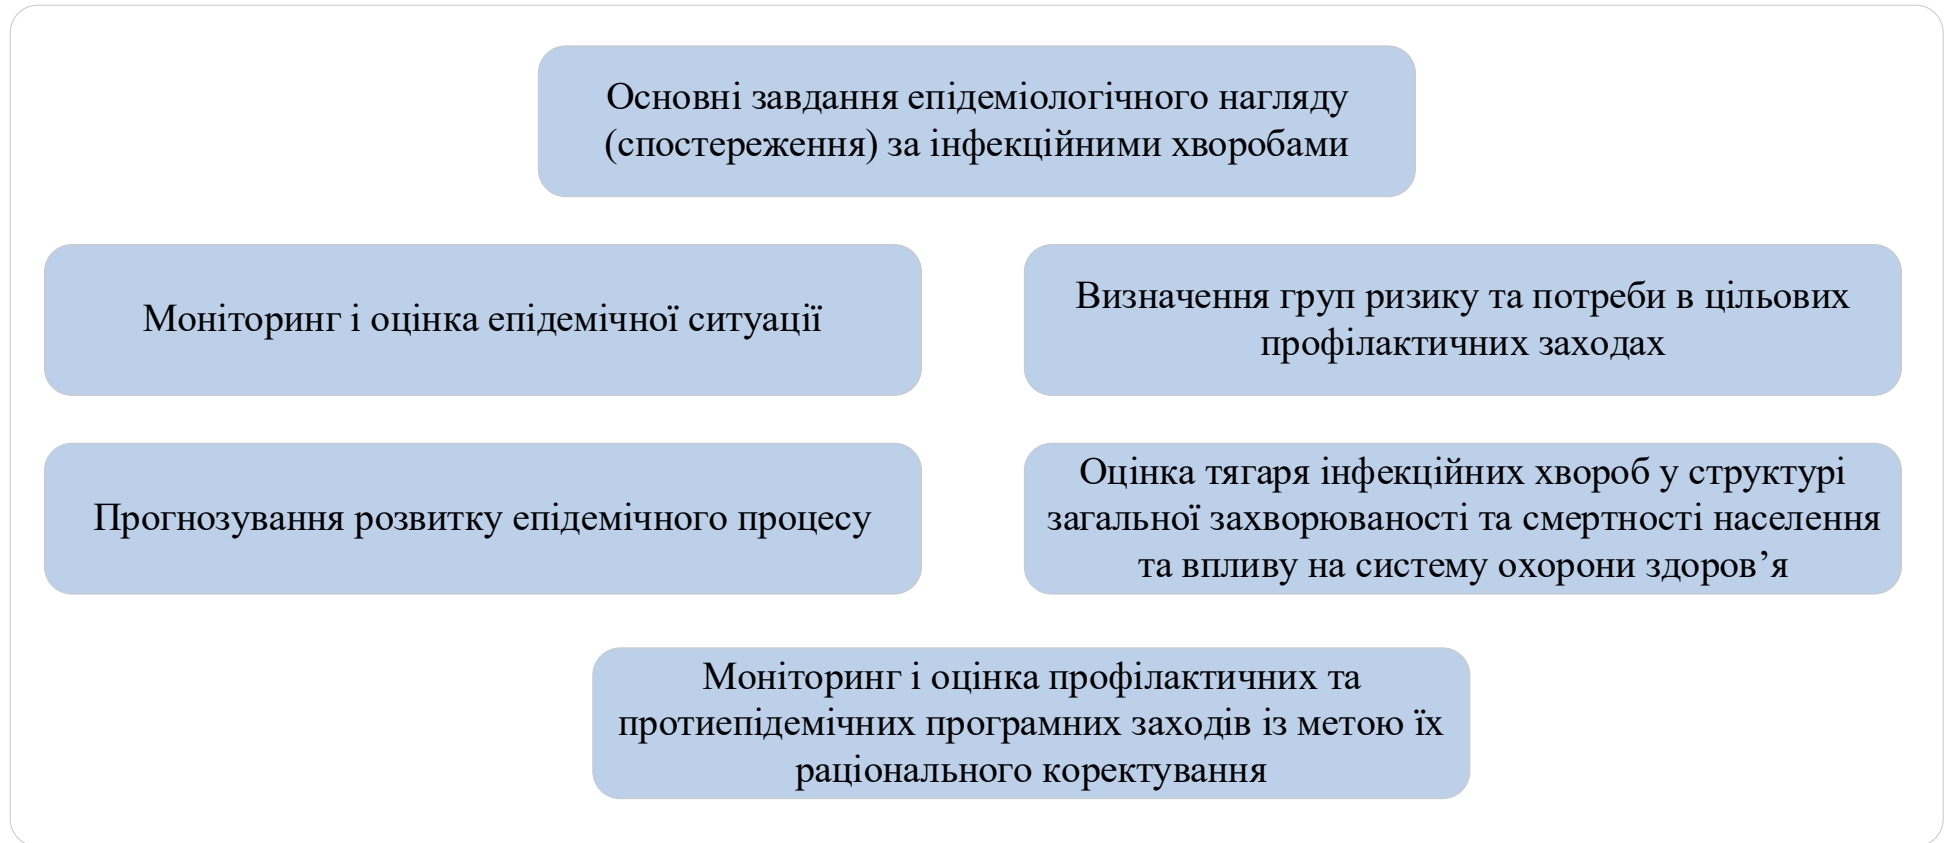 Основні завдання епідеміологічного нагляду
(спостереження) за інфекційними хворобами
Моніторинг і оцінка епідемічної ситуації
Визначення груп ризику та потреби в цільових
профілактичних заходах
Прогнозування розвитку епідемічного процесу
Оцінка тягаря інфекційних хвороб у структурі
загальної захворюваності та смертності населення
та впливу на систему охорони здоров’я
Моніторинг і оцінка профілактичних та
протиепідемічних програмних заходів із метою їх
раціонального коректування